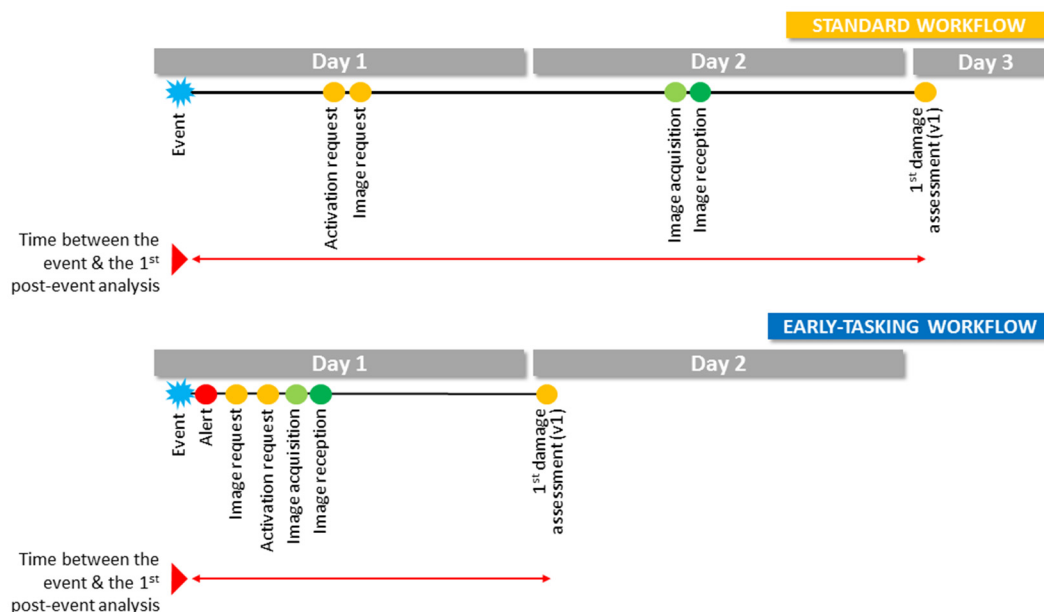 STANDARD WORKFLOW
Day 1
Day 2
Day 3
Event
Activation request
Image request
Image acquisition
Image reception
1st damage
assessment (v1)
Time between the
event & the 1st
post-event analysis
EARLY-TASKING WORKFLOW
Day 1
Day 2
Event
Alert
Image request
Activation request
Image acquisition
Image reception
1st damage
assessment (v1)
Time between the
event & the 1st
post-event analysis